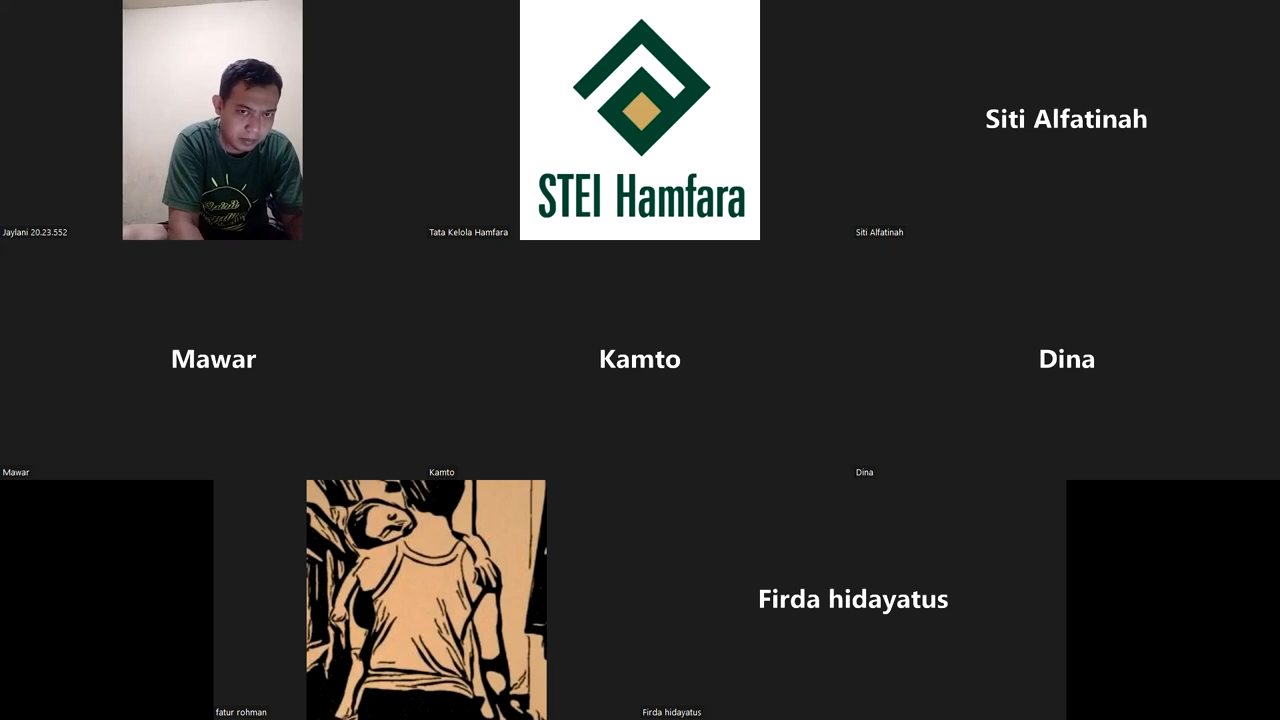 STEI Hamfara
Siti Alfatinah
Jaylani 20.23.552
Tata Kelola Hamfara
Siti Alfatinah
Mawar
Kamto
Dina
Mawar
Kamto
Dina
Firda hidayatus
fatur rohman
Firda hidayatus